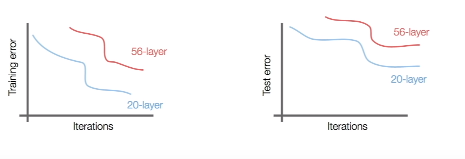 Training error
56-layer
20-layer
Iterations
Test error
56-layer
20-layer
Iterations